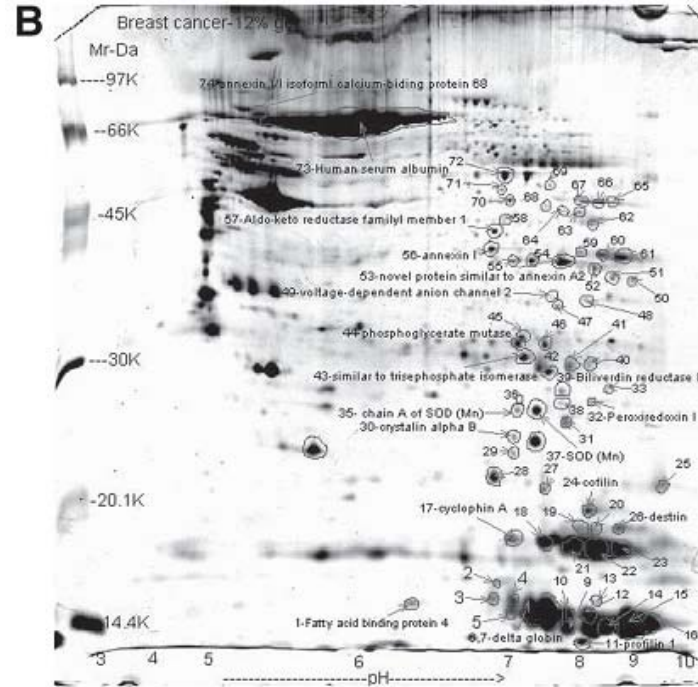 B
Breast cancer-12% g
Mr-Da
----97K
74-annexin VI isoform1 calcium-biding protein 68
--66K
73-Human serum albumin
72
71
69
70
68
67
66
65
-45K
57-Aldo-keto reductase familyl member 1
58
64
63
62
56-annexin I
55
54
59
60
61
53-novel protein similar to annexin A2
52
51
50
49-voltage-dependent anion channel 2
47
48
45
44-phosphoglycerate mutase
46
41
---30K
42
40
43-similar to trisephosphate isomerase
39-Biliverdin reductase
33
36
35- chain A of SOD (Mn)
38
32-Peroxiredoxin I
30-crystalin alpha B
31
29
37-SOD (Mn)
28
27
25
-20.1K
24-cofilin
17-cyclophin A
18
19
20
26-destrin
21
22
23
2
3
4
10
9
13
12
14
15
1-Fatty acid binding protein 4
5
14.4K
6,7-delta globin
8
11-profilin 1
16
3 4 5 6 7 8 9 10
pH